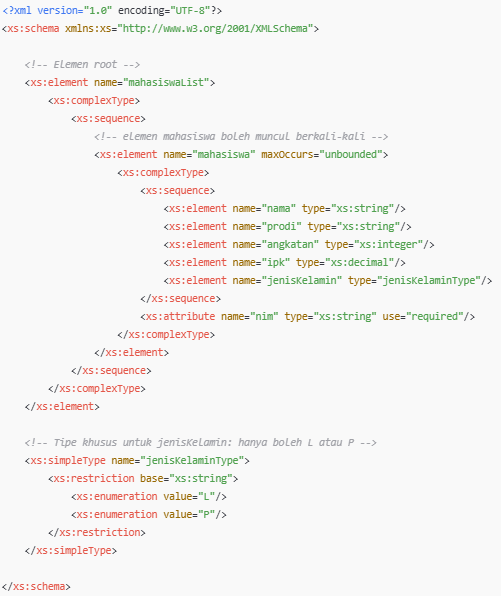 <?xml version="1.0" encoding="UTF-8"?>
<xs:schema xmlns:xs="http://www.w3.org/2001/XMLSchema">

    <!-- Elemen root -->
    <xs:element name="mahasiswaList">
        <xs:complexType>
            <xs:sequence>
                <!-- elemen mahasiswa boleh muncul berkali-kali -->
                <xs:element name="mahasiswa" maxOccurs="unbounded">
                    <xs:complexType>
                        <xs:sequence>
                            <xs:element name="nama" type="xs:string"/>
                            <xs:element name="prodi" type="xs:string"/>
                            <xs:element name="angkatan" type="xs:integer"/>
                            <xs:element name="ipk" type="xs:decimal"/>
                            <xs:element name="jenisKelamin" type="jenisKelaminType"/>
                        </xs:sequence>
                        <xs:attribute name="nim" type="xs:string" use="required"/>
                    </xs:complexType>
                </xs:element>
            </xs:sequence>
        </xs:complexType>
    </xs:element>

    <!-- Tipe khusus untuk jenisKelamin: hanya boleh L atau P -->
    <xs:simpleType name="jenisKelaminType">
        <xs:restriction base="xs:string">
            <xs:enumeration value="L"/>
            <xs:enumeration value="P"/>
        </xs:restriction>
    </xs:simpleType>

</xs:schema>